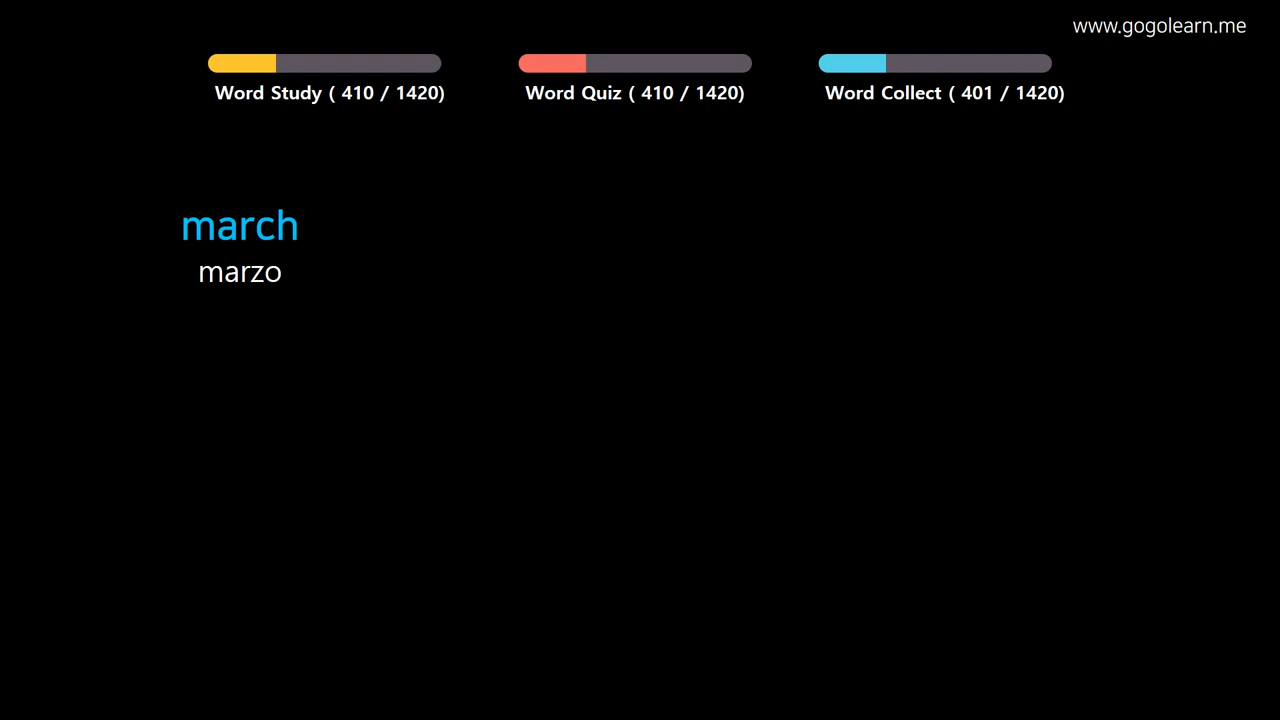 www.gogolearn.me
Word Study ( 410 / 1420)
Word Quiz ( 410 / 1420)
Word Collect ( 401 / 1420)
march
marzo